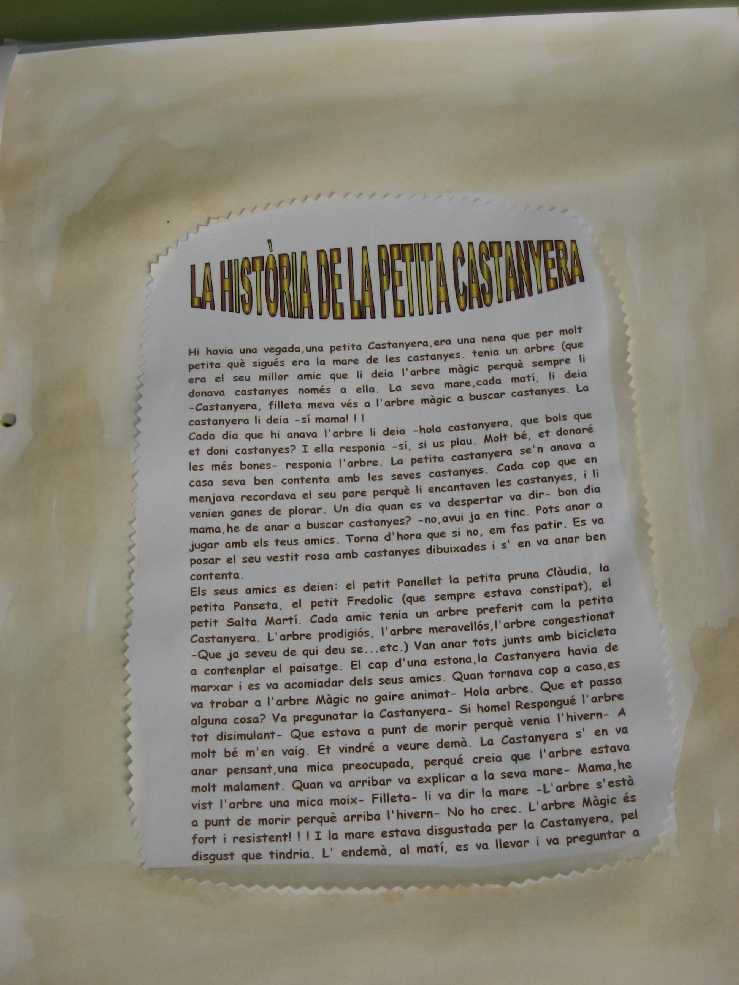 LA HISTÒRIA DE LA PETITA CASTANYERA
Hi havia una vegada,una petita Castanyera,era una nena que per molt
petita què sigués era la mare de les castanyes. tenia un arbre (que
era el seu millor amic que li deia l'arbre màgic perquè sempre li
donava castanyes només a ella. La seva mare,cada matí, li deia
-Castanyera, filleta meva vés a l'arbre màgic a buscar castanyes. La
castanyera li deia -sí mama! ! !
Cada dia que hi anava l'arbre li deia -hola castanyera, que bols que
et doni castanyes? I ella responia -sí, si us plau. Molt bé, et donaré
les més bones- responia l'arbre. La petita castanyera se'n anava a
casa seva ben contenta amb les seves castanyes. Cada cop que en
menjava recordava el seu pare perquè li encantaven les castanyes, i li
venien ganes de plorar. Un dia quan es va despertar va dir- bon dia
mama,he de anar a buscar castanyes? -no,avui ja en tinc. Pots anar a
jugar amb els teus amics. Torna d'hora que si no, em fas patir. Es va
posar el seu vestit rosa amb castanyes dibuixades i s' en va anar ben
contenta.
Els seus amics es deien: el petit Panellet la petita pruna Clàudia, la
petita Panseta, el petit Fredolic (que sempre estava constipat), el
petit Salta Martí. Cada amic tenia un arbre preferit com la petita
Castanyera. L'arbre prodigiós, l'arbre meravellós,l'arbre congestionat
-Que ja seveu de qui deu se...etc.) Van anar tots junts amb bicicleta
a contenplar el paisatge. El cap d'una estona,la Castanyera havia de
marxar i es va acomiadar dels seus amics. Quan tornava cap a casa,es
va trobar a l'arbre Màgic no gaire animat- Hola arbre. Que et passa
alguna cosa? Va pregunatar la Castanyera- Si home! Respongué l'arbre
tot disimulant- Que estava a punt de morir perquè venia l'hivern- A
molt bé m'en vaig. Et vindré a veure demà. La Castanyera s' en va
anar pensant,una mica preocupada, perqué creia que l'arbre estava
molt malament. Quan va arribar va explicar a la seva mare- Mama,he
vist l'arbre una mica moix- Filleta- li va dir la mare -L'arbre s'està
a punt de morir perquè arriba l'hivern- No ho crec. L'arbre Màgic és
fort i resistent! ! ! I la mare estava disgustada per la Castanyera, pel
disgust que tindria. L' endemà, al matí, es va llevar i va preguntar a